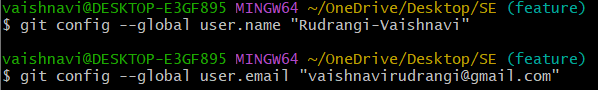 vaishnavi@DESKTOP-E3GF895 MINGW64 ~/OneDrive/Desktop/SE (feature)
$ git config --global user.name "Rudrangi-Vaishnavi"
vaishnavi@DESKTOP-E3GF895 MINGW64 ~/OneDrive/Desktop/SE (feature)
$ git config --global user.email "vaishnavirudrangi@gmail.com"